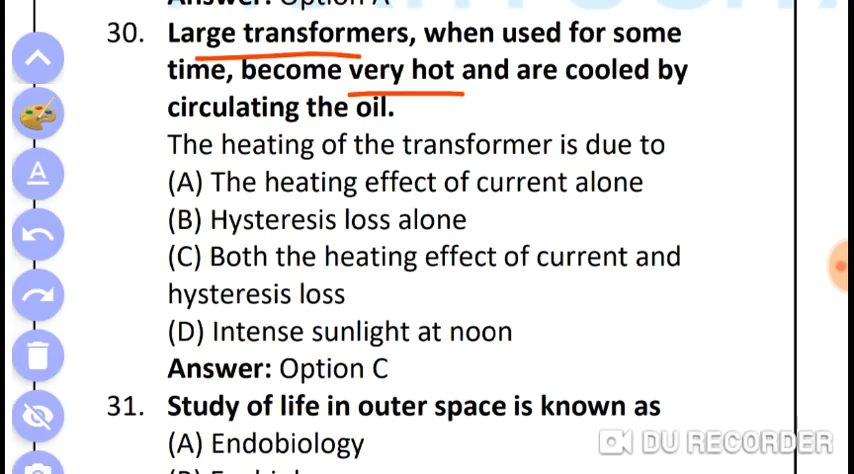 Answer: Option A
30. Large transformers, when used for some
time, become very hot and are cooled by
circulating the oil.
The heating of the transformer is due to
(A) The heating effect of current alone
(B) Hysteresis loss alone
(C) Both the heating effect of current and
hysteresis loss
(D) Intense sunlight at noon
Answer: Option C
31. Study of life in outer space is known as
(A) Endobiology
DU RECORDER
A